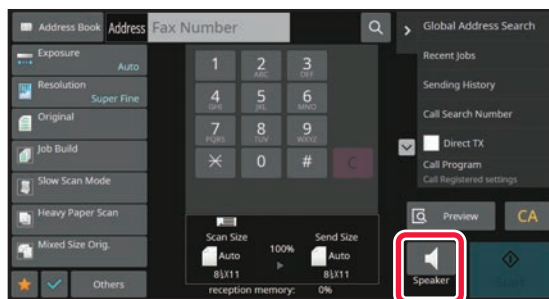 Address Book
Address
Fax Number
Global Address Search
Exposure
Auto
Resolution
Super Fine
Original
Job Build
Slow Scan Mode
Heavy Paper Scan
Mixed Size Orig.
Others
1
2
ABC
3
DEF
4
GHI
5
JKL
6
MNO
7
PQRS
8
TUV
9
WXYZ
0
#
C
Scan Size
Send Size
Auto
100%
Auto
8½X11
8½X11
reception memory: 0%
Recent Jobs
Sending History
Call Search Number
Direct TX
Call Program
Call Registered settings
Preview
CA
Speaker
Start